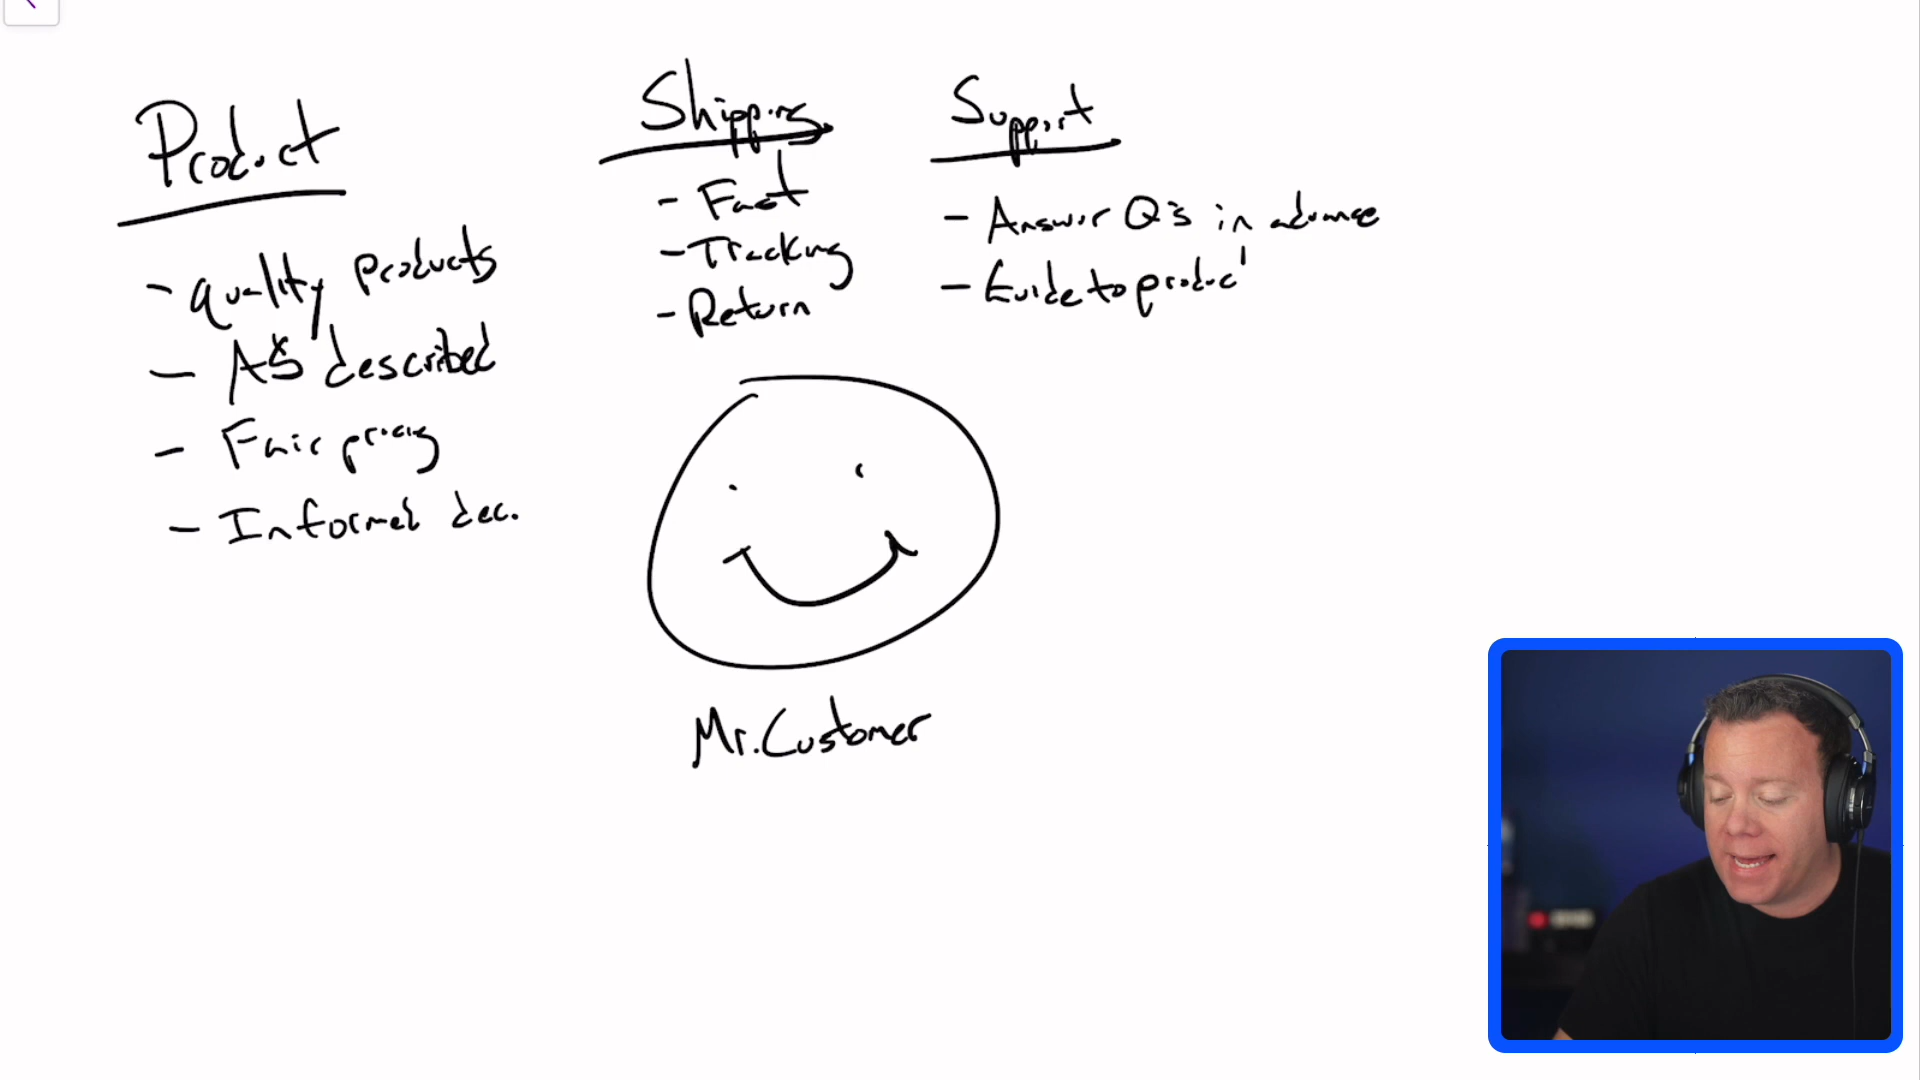 Product
- quality products
- As described
- Fair pricing
- Informed dec.
Shipping
- Fast
- Tracking
- Return
Support
- Answer Q's in advance
- Guide to product
Mr. Customer